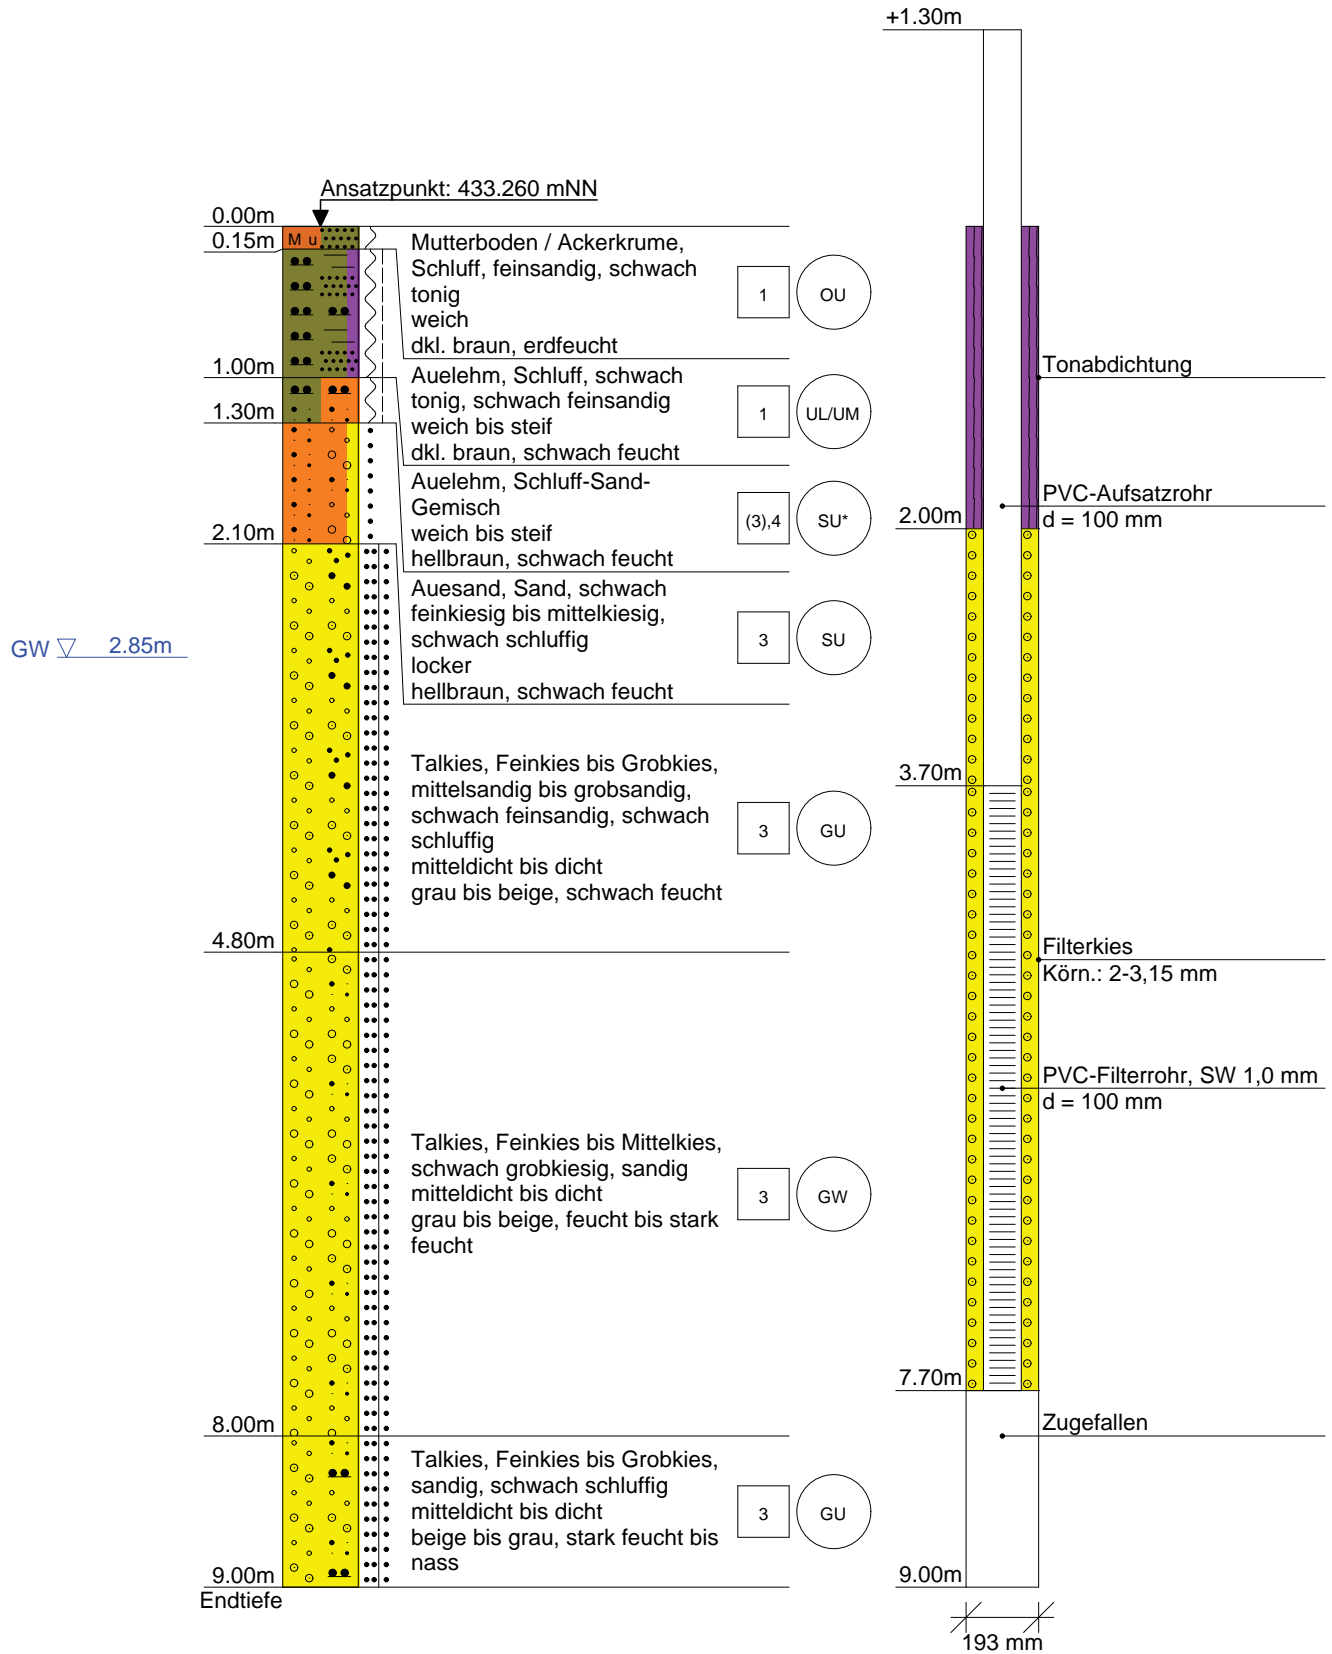 +1.30m
Ansatzpunkt: 433.260 mNN
0.00m
0.15m
M u
Mutterboden / Ackerkrume,
Schluff, feinsandig, schwach
tonig
weich
dkl. braun, erdfeucht
1
OU
1.00m
Auelehm, Schluff, schwach
tonig, schwach feinsandig
weich bis steif
dkl. braun, schwach feucht
1
UL/UM
1.30m
Auelehm, Schluff-Sand-
Gemisch
weich bis steif
hellbraun, schwach feucht
(3),4
SU*
2.10m
Auesand, Sand, schwach
feinkiesig bis mittelkiesig,
schwach schluffig
locker
hellbraun, schwach feucht
3
SU
GW
2.85m
Talkies, Feinkies bis Grobkies,
mittelsandig bis grobsandig,
schwach feinsandig, schwach
schluffig
mitteldicht bis dicht
grau bis beige, schwach feucht
3
GU
4.80m
Talkies, Feinkies bis Mittelkies,
schwach grobkiesig, sandig
mitteldicht bis dicht
grau bis beige, feucht bis stark
feucht
3
GW
8.00m
Talkies, Feinkies bis Grobkies,
sandig, schwach schluffig
mitteldicht bis dicht
beige bis grau, stark feucht bis
nass
3
GU
9.00m
Endtiefe
Tonabdichtung
PVC-Aufsatzrohr
d = 100 mm
2.00m
3.70m
Filterkies
Körn.: 2-3,15 mm
PVC-Filterrohr, SW 1,0 mm
d = 100 mm
7.70m
Zugefallen
9.00m
193 mm